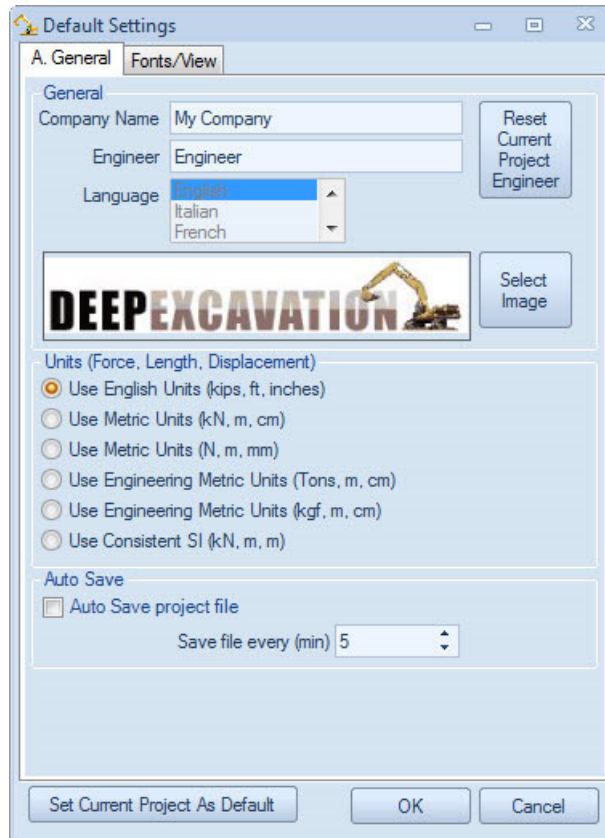 Default Settings
A. General Fonts/View
General
Company Name My Company
Reset
Current
Project
Engineer
Engineer Engineer
Language English
Italian
French
DEEPEXCAVATION
Select
Image
Units (Force, Length, Displacement)
Use English Units (kips, ft, inches)
Use Metric Units (kN, m, cm)
Use Metric Units (N, m, mm)
Use Engineering Metric Units (Tons, m, cm)
Use Engineering Metric Units (kgf, m, cm)
Use Consistent SI (kN, m, m)
Auto Save
Auto Save project file
Save file every (min) 5
Set Current Project As Default OK Cancel